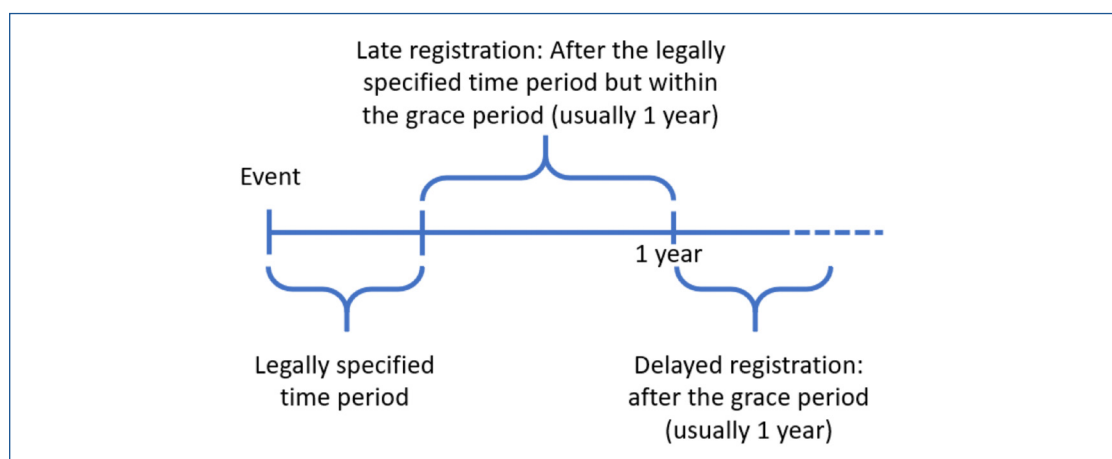 Late registration: After the legally
specified time period but within
the grace period (usually 1 year)
Event
1 year
Legally specified
time period
Delayed registration:
after the grace period
(usually 1 year)